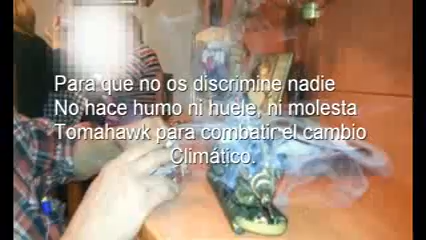 Para que no os discrimine nadie
No hace humo ni huele, ni molesta
Tomahawk para combatir el cambio
Climático.